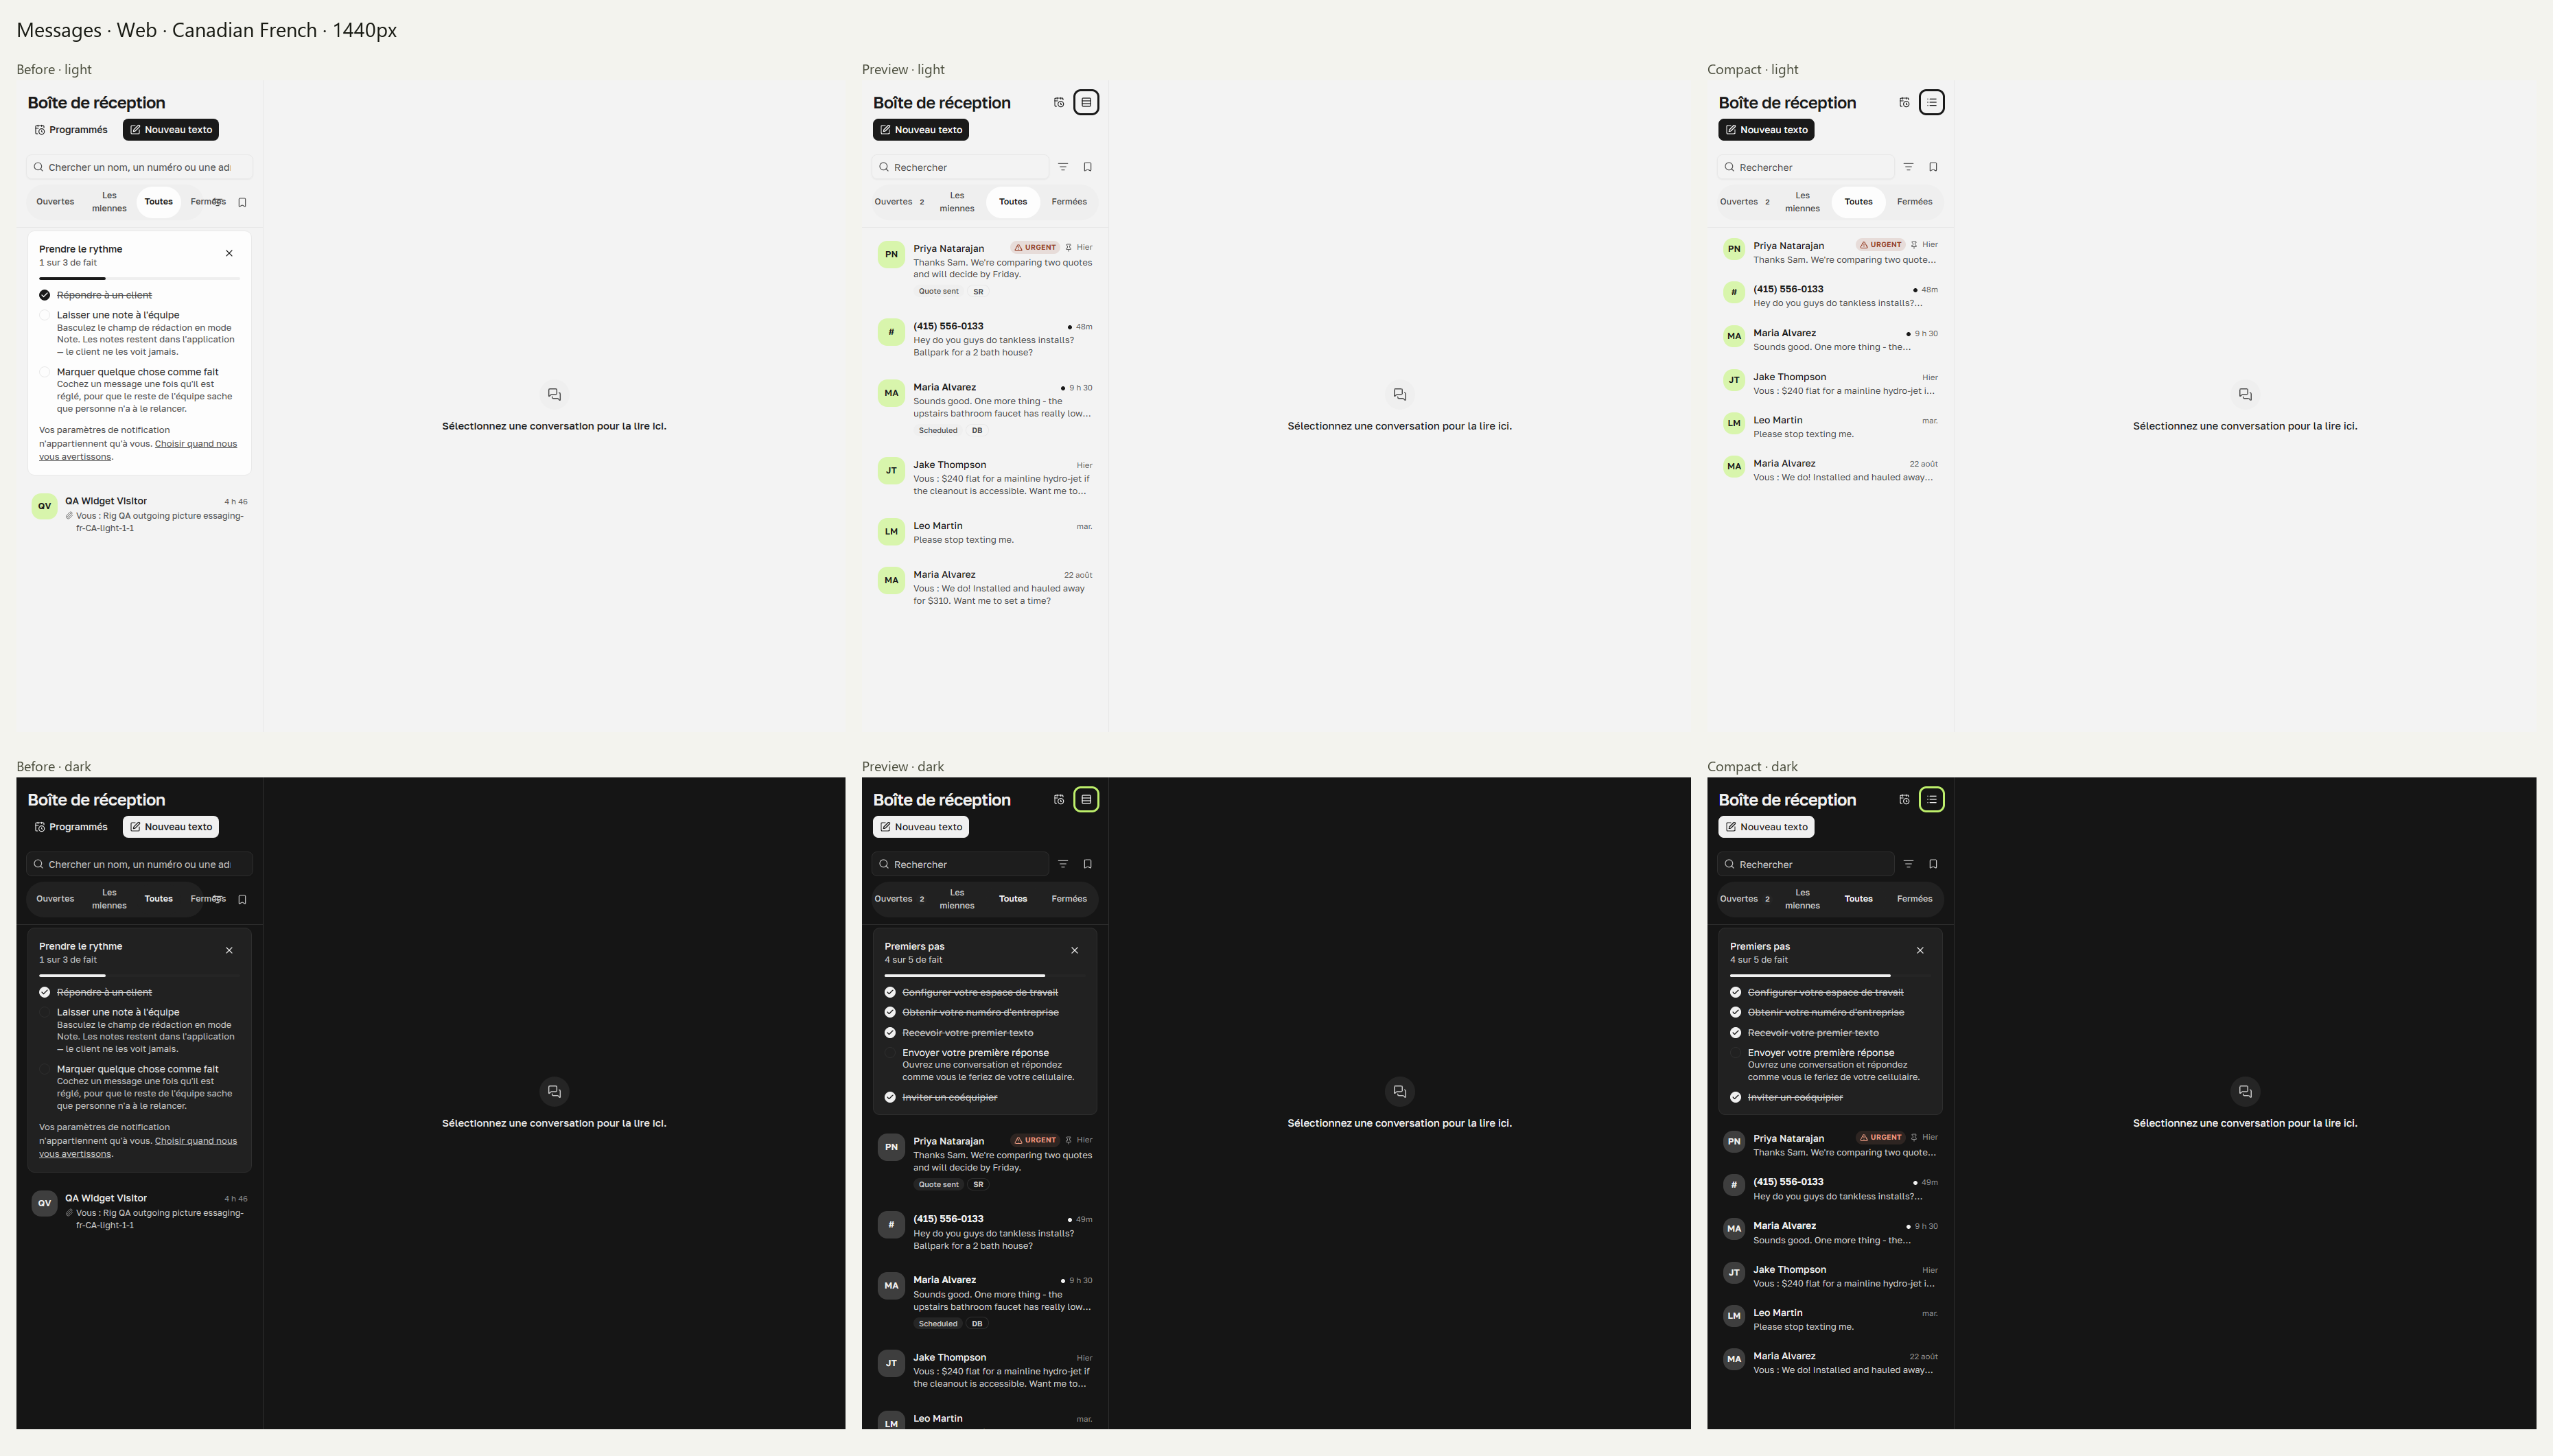 Messages · Web · Canadian French · 1440px
Before · light
Boîte de réception
Programmés
Nouveau texto
Chercher un nom, un numéro ou une ad
Ouvertes
Les miennes
Toutes
Fermées
Prendre le rythme
1 sur 3 de fait
Répondre à un client
Laisser une note à l'équipe
Basculez le champ de rédaction en mode
Note. Les notes restent dans l'application
— le client ne les voit jamais.
Marquer quelque chose comme fait
Cochez un message une fois qu'il est
réglé, pour que le reste de l'équipe sache
que personne n'a à le relancer.
Vos paramètres de notification
n'appartiennent qu'à vous. Choisir quand nous
vous avertissons.
QV
QA Widget Visitor
4 h 46
Vous : Rig QA outgoing picture essaging-
fr-CA-light-1-1
Sélectionnez une conversation pour la lire ici.
Preview · light
Boîte de réception
Nouveau texto
Rechercher
Ouvertes 2
Les miennes
Toutes
Fermées
PN
Priya Natarajan
URGENT
Hier
Thanks Sam. We're comparing two quotes
and will decide by Friday.
Quote sent
SR
#
(415) 556-0133
48m
Hey do you guys do tankless installs?
Ballpark for a 2 bath house?
MA
Maria Alvarez
9 h 30
Sounds good. One more thing - the
upstairs bathroom faucet has really low...
Scheduled
DB
JT
Jake Thompson
Hier
Vous : $240 flat for a mainline hydro-jet if
the cleanout is accessible. Want me to...
LM
Leo Martin
mar.
Please stop texting me.
MA
Maria Alvarez
22 août
Vous : We do! Installed and hauled away
for $310. Want me to set a time?
Sélectionnez une conversation pour la lire ici.
Compact · light
Boîte de réception
Nouveau texto
Rechercher
Ouvertes 2
Les miennes
Toutes
Fermées
PN
Priya Natarajan
URGENT
Hier
Thanks Sam. We're comparing two quote...
#
(415) 556-0133
48m
Hey do you guys do tankless installs?...
MA
Maria Alvarez
9 h 30
Sounds good. One more thing - the...
JT
Jake Thompson
Hier
Vous : $240 flat for a mainline hydro-jet i...
LM
Leo Martin
mar.
Please stop texting me.
MA
Maria Alvarez
22 août
Vous : We do! Installed and hauled away...
Sélectionnez une conversation pour la lire ici.
Before · dark
Boîte de réception
Programmés
Nouveau texto
Chercher un nom, un numéro ou une ad
Ouvertes
Les miennes
Toutes
Fermées
Prendre le rythme
1 sur 3 de fait
Répondre à un client
Laisser une note à l'équipe
Basculez le champ de rédaction en mode
Note. Les notes restent dans l'application
— le client ne les voit jamais.
Marquer quelque chose comme fait
Cochez un message une fois qu'il est
réglé, pour que le reste de l'équipe sache
que personne n'a à le relancer.
Vos paramètres de notification
n'appartiennent qu'à vous. Choisir quand nous
vous avertissons.
QV
QA Widget Visitor
4 h 46
Vous : Rig QA outgoing picture essaging-
fr-CA-light-1-1
Sélectionnez une conversation pour la lire ici.
Preview · dark
Boîte de réception
Nouveau texto
Rechercher
Ouvertes 2
Les miennes
Toutes
Fermées
Premiers pas
4 sur 5 de fait
Configurer votre espace de travail
Obtenir votre numéro d'entreprise
Recevoir votre premier texto
Envoyer votre première réponse
Ouvrez une conversation et répondez
comme vous le feriez de votre cellulaire.
Inviter un coéquipier
PN
Priya Natarajan
URGENT
Hier
Thanks Sam. We're comparing two quotes
and will decide by Friday.
Quote sent
SR
#
(415) 556-0133
49m
Hey do you guys do tankless installs?
Ballpark for a 2 bath house?
MA
Maria Alvarez
9 h 30
Sounds good. One more thing - the
upstairs bathroom faucet has really low...
Scheduled
DB
JT
Jake Thompson
Hier
Vous : $240 flat for a mainline hydro-jet if
the cleanout is accessible. Want me to...
LM
Leo Martin
mar.
Sélectionnez une conversation pour la lire ici.
Compact · dark
Boîte de réception
Nouveau texto
Rechercher
Ouvertes 2
Les miennes
Toutes
Fermées
Premiers pas
4 sur 5 de fait
Configurer votre espace de travail
Obtenir votre numéro d'entreprise
Recevoir votre premier texto
Envoyer votre première réponse
Ouvrez une conversation et répondez
comme vous le feriez de votre cellulaire.
Inviter un coéquipier
PN
Priya Natarajan
URGENT
Hier
Thanks Sam. We're comparing two quote...
#
(415) 556-0133
49m
Hey do you guys do tankless installs?...
MA
Maria Alvarez
9 h 30
Sounds good. One more thing - the...
JT
Jake Thompson
Hier
Vous : $240 flat for a mainline hydro-jet i...
LM
Leo Martin
mar.
Please stop texting me.
MA
Maria Alvarez
22 août
Vous : We do! Installed and hauled away...
Sélectionnez une conversation pour la lire ici.